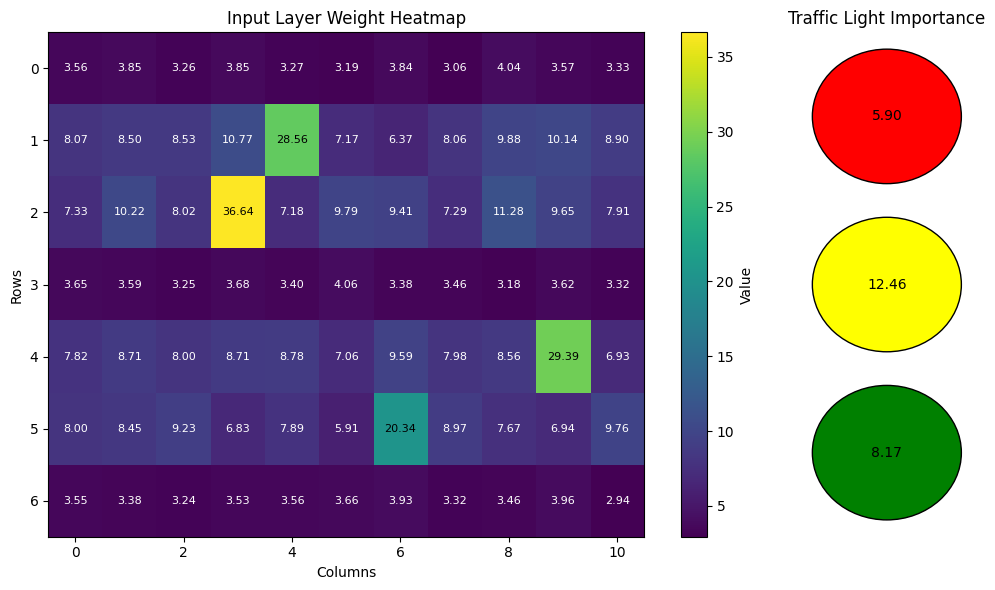 Input Layer Weight Heatmap
Traffic Light Importance
0 3.56 3.85 3.26 3.85 3.27 3.19 3.84 3.06 4.04 3.57 3.33
1 8.07 8.50 8.53 10.77 28.56 7.17 6.37 8.06 9.88 10.14 8.90
2 7.33 10.22 8.02 36.64 7.18 9.79 9.41 7.29 11.28 9.65 7.91
3 3.65 3.59 3.25 3.68 3.40 4.06 3.38 3.46 3.18 3.62 3.32
4 7.82 8.71 8.00 8.71 8.78 7.06 9.59 7.98 8.56 29.39 6.93
5 8.00 8.45 9.23 6.83 7.89 5.91 20.34 8.97 7.67 6.94 9.76
6 3.55 3.38 3.24 3.53 3.56 3.66 3.93 3.32 3.46 3.96 2.94
0 2 4 6 8 10
Columns
Rows
35
30
25
20
15
10
5
Value
5.90
12.46
8.17